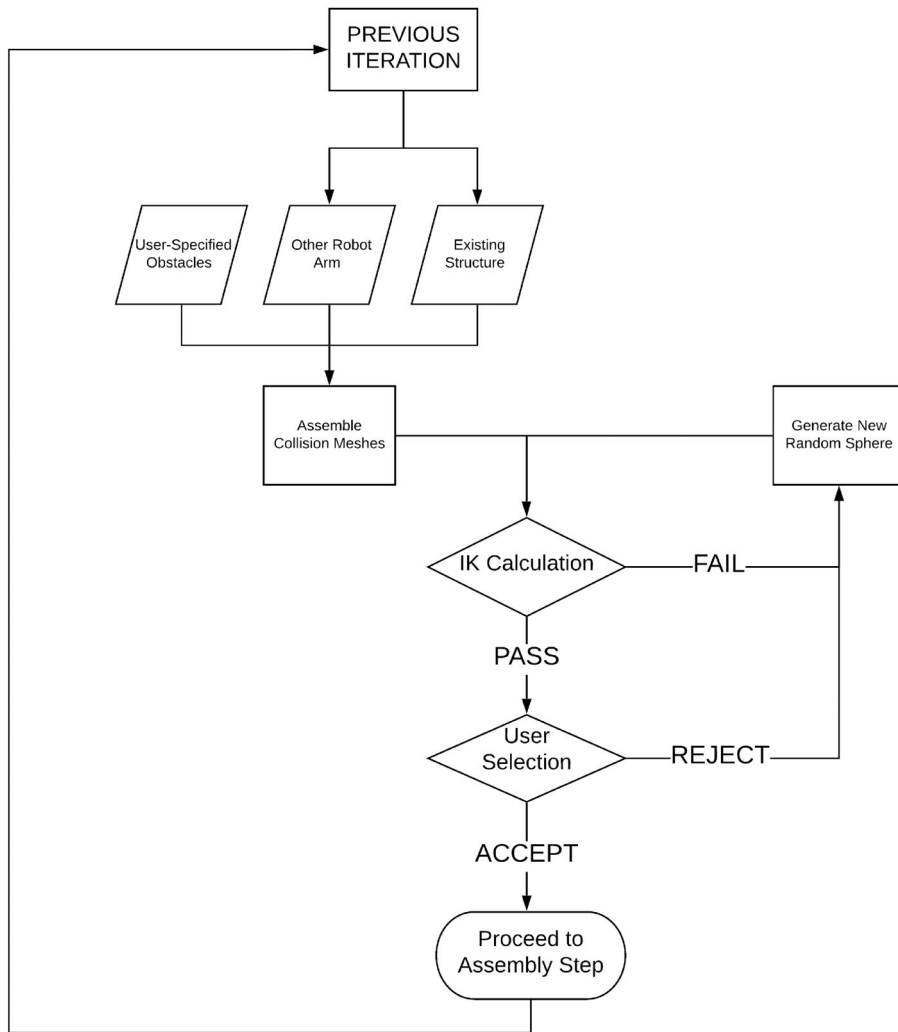 PREVIOUS
ITERATION
User-Specified
Obstacles
Other Robot
Arm
Existing
Structure
Assemble
Collision Meshes
Generate New
Random Sphere
IK Calculation
FAIL
PASS
User
Selection
REJECT
ACCEPT
Proceed to
Assembly Step